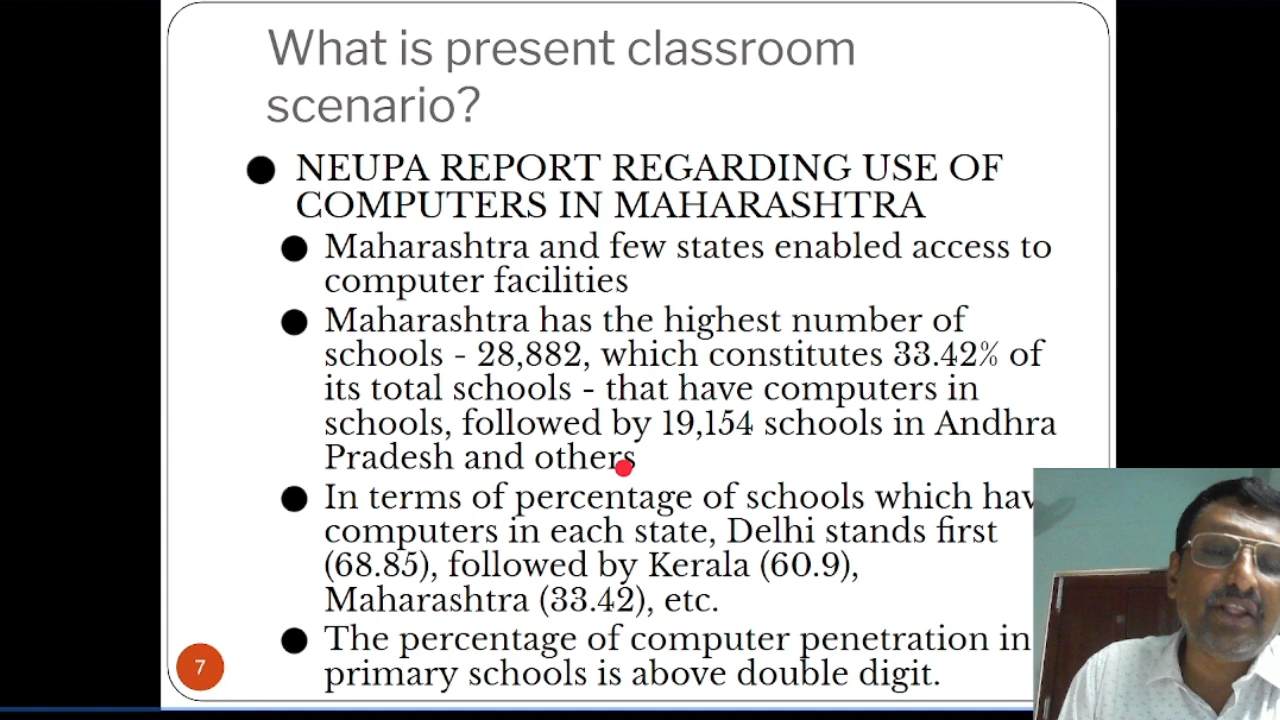 What is present classroom
scenario?
NEUPA REPORT REGARDING USE OF
COMPUTERS IN MAHARASHTRA
Maharashtra and few states enabled access to
computer facilities
Maharashtra has the highest number of
schools - 28,882, which constitutes 33.42% of
its total schools - that have computers in
schools, followed by 19,154 schools in Andhra
Pradesh and others
In terms of percentage of schools which hav
computers in each state, Delhi stands first
(68.85), followed by Kerala (60.9),
Maharashtra (33.42), etc.
The percentage of computer penetration in
primary schools is above double digit.
7